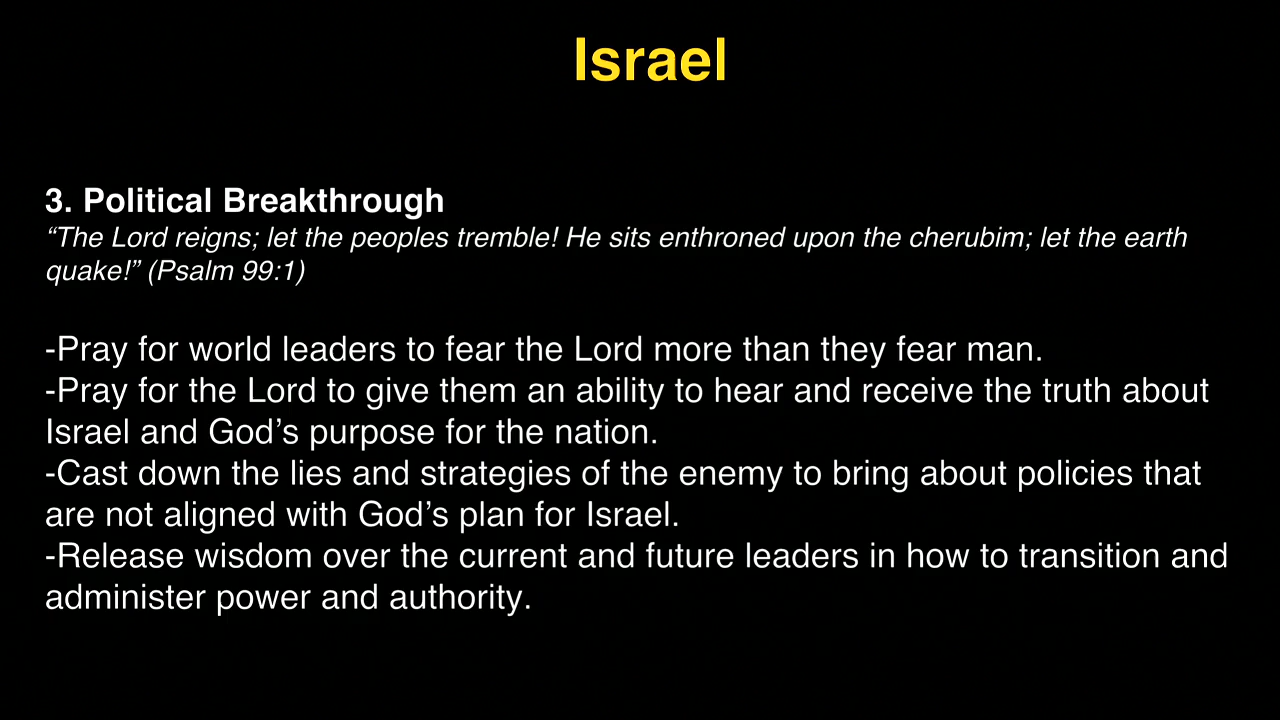 Israel
3. Political Breakthrough
“The Lord reigns; let the peoples tremble! He sits enthroned upon the cherubim; let the earth
quake!” (Psalm 99:1)
-Pray for world leaders to fear the Lord more than they fear man.
-Pray for the Lord to give them an ability to hear and receive the truth about
Israel and God’s purpose for the nation.
-Cast down the lies and strategies of the enemy to bring about policies that
are not aligned with God’s plan for Israel.
-Release wisdom over the current and future leaders in how to transition and
administer power and authority.